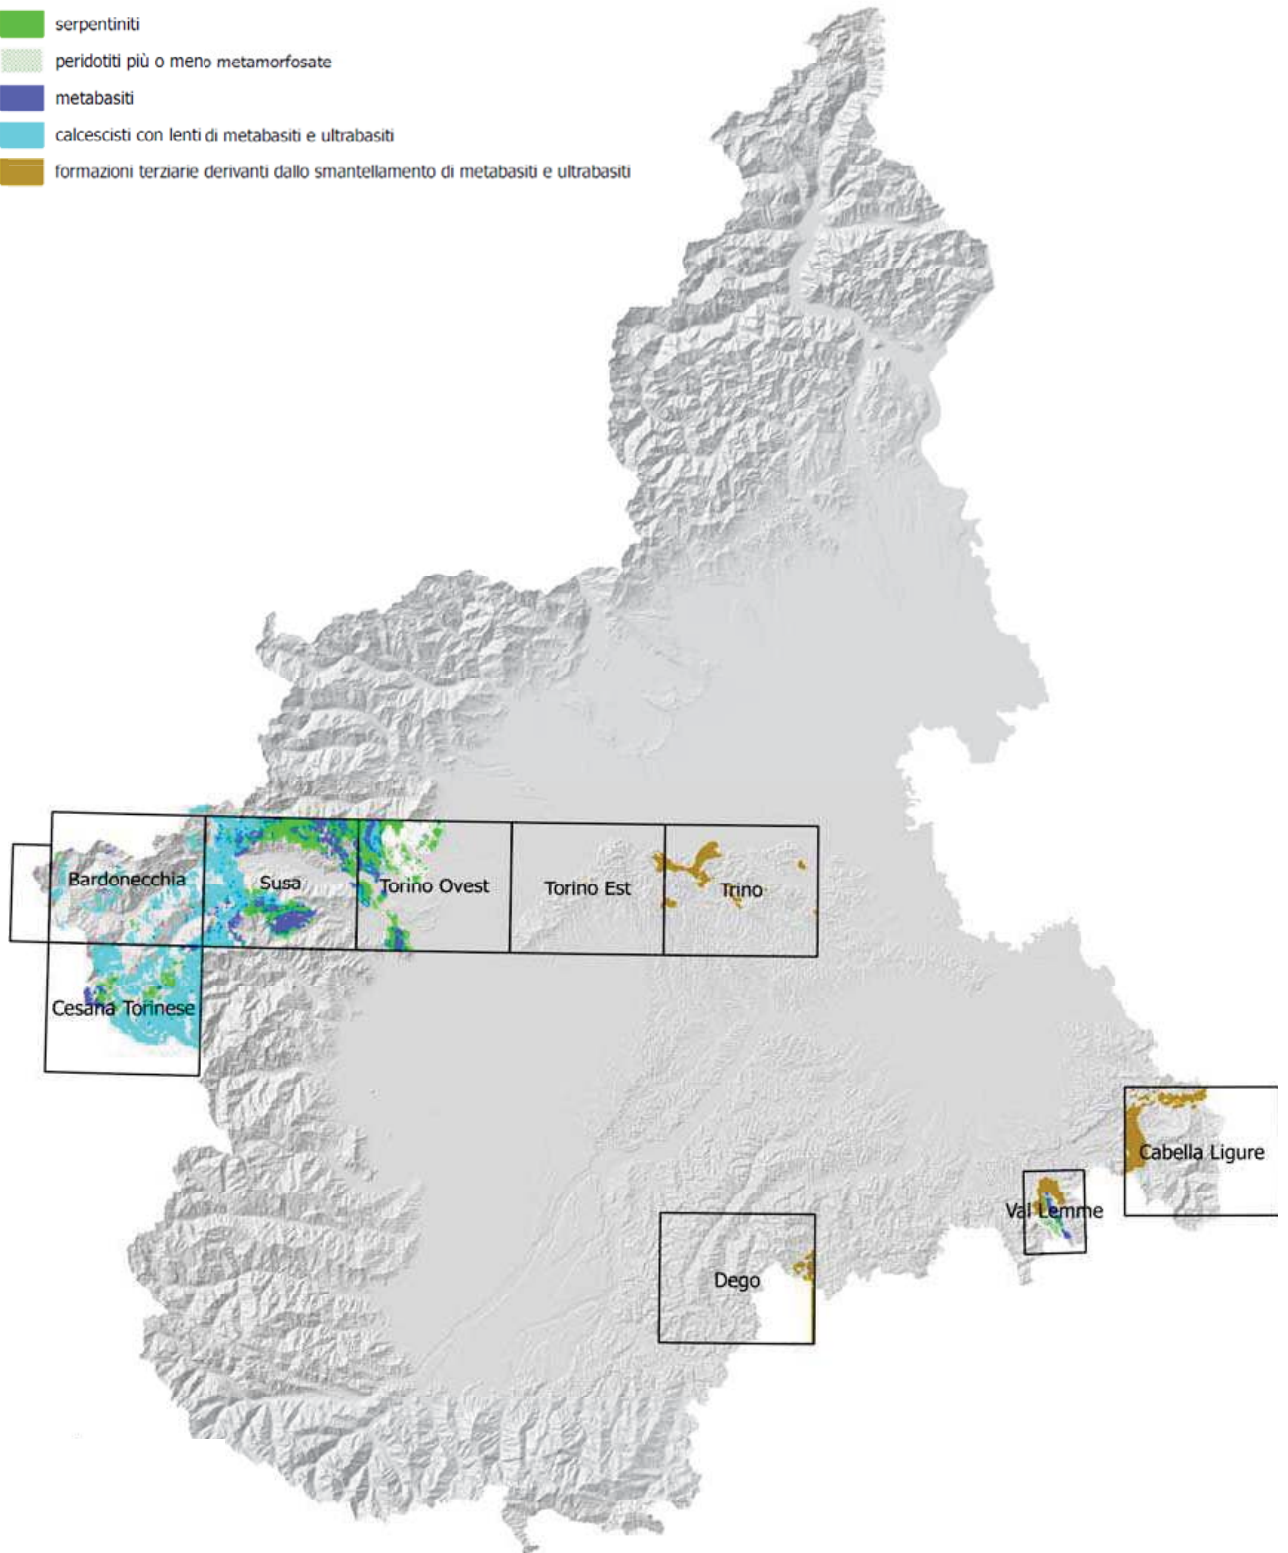 serpentiniti
peridotiti più o meno metamorfosate
metabasiti
calcescisti con lenti di metabasiti e ultrabasiti
formazioni terziarie derivanti dallo smantellamento di metabasiti e ultrabasiti
Bardonecchia
Susa
Torino Ovest
Torino Est
Trino
Cesana Torinese
Cabella Ligure
Val Lemme
Dego